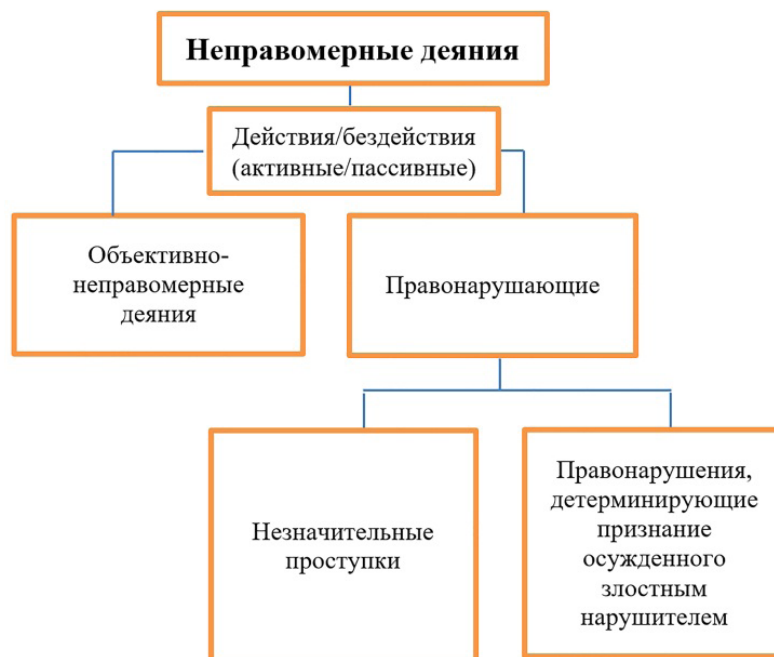 Неправомерные деяния
Действия/бездействия
(активные/пассивные)
Объективно-
неправомерные
деяния
Правонарушающие
Незначительные
проступки
Правонарушения,
детерминирующие
признание
осужденного
злостным
нарушителем